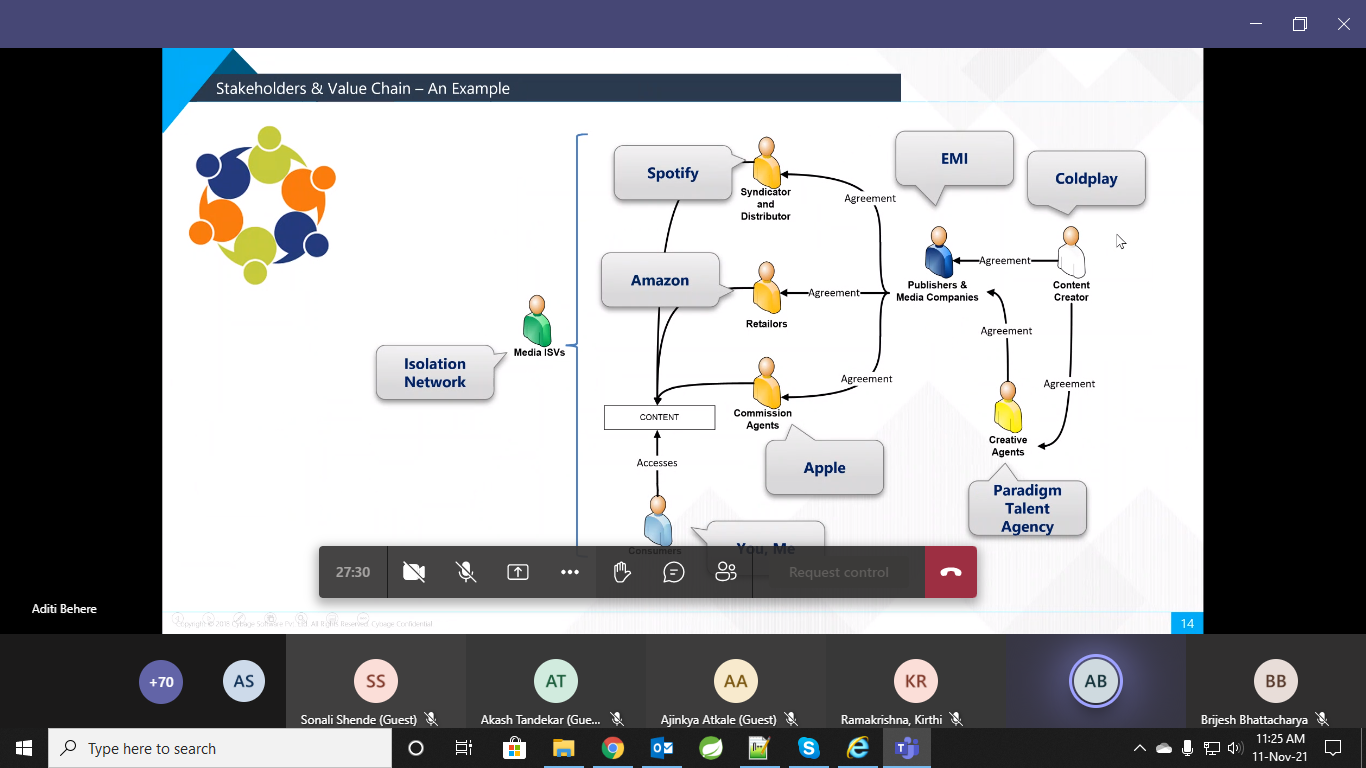 Stakeholders & Value Chain – An Example
EMI
Spotify
Coldplay
Syndicator
and
Distributor
Agreement
Agreement
Amazon
Publishers &
Media Companies
Content
Creator
Agreement
Retailors
Agreement
Media ISVs
Isolation
Network
Agreement
Agreement
CONTENT
Commission
Agents
Creative
Agents
Accesses
Apple
Paradigm
Talent
Agency
Consumers
You, Me
27:30
Request control
Aditi Behere
Copyright © 2016 Cybage Software Pvt. Ltd. All Rights Reserved. Cybage Confidential
14
+70
AS
SS
AT
AA
KR
AB
BB
Sonali Shende (Guest)
Akash Tandekar (Gue...
Ajinkya Atkale (Guest)
Ramakrishna, Kirthi
Brijesh Bhattacharya
Type here to search
11:25 AM
11-Nov-21